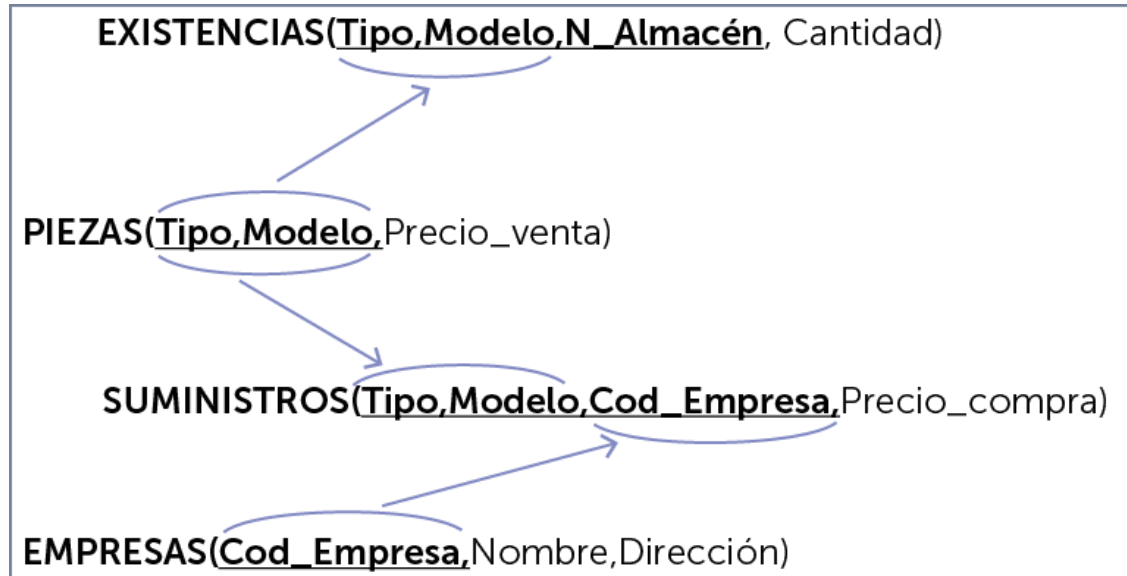 EXISTENCIAS(Tipo,Modelo,N_Almacén, Cantidad)
PIEZAS(Tipo,Modelo,Precio_venta)
SUMINISTROS(Tipo,Modelo,Cod_Empresa,Precio_compra)
EMPRESAS(Cod_Empresa,Nombre,Dirección)